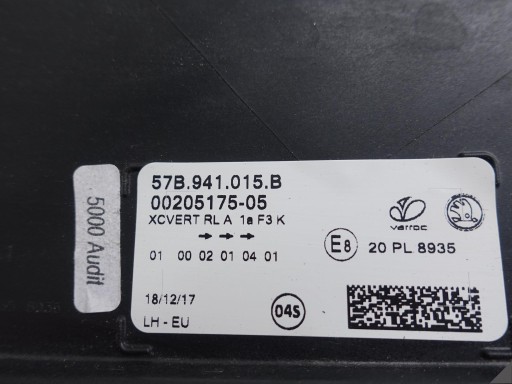 5000 Audit
57B.941.015.B
00205175-05
XCVERT RL A 1a F3 K
01 00 02 01 04 01
18/12/17
LH - EU
04S
varroc
E8 20 PL 8935